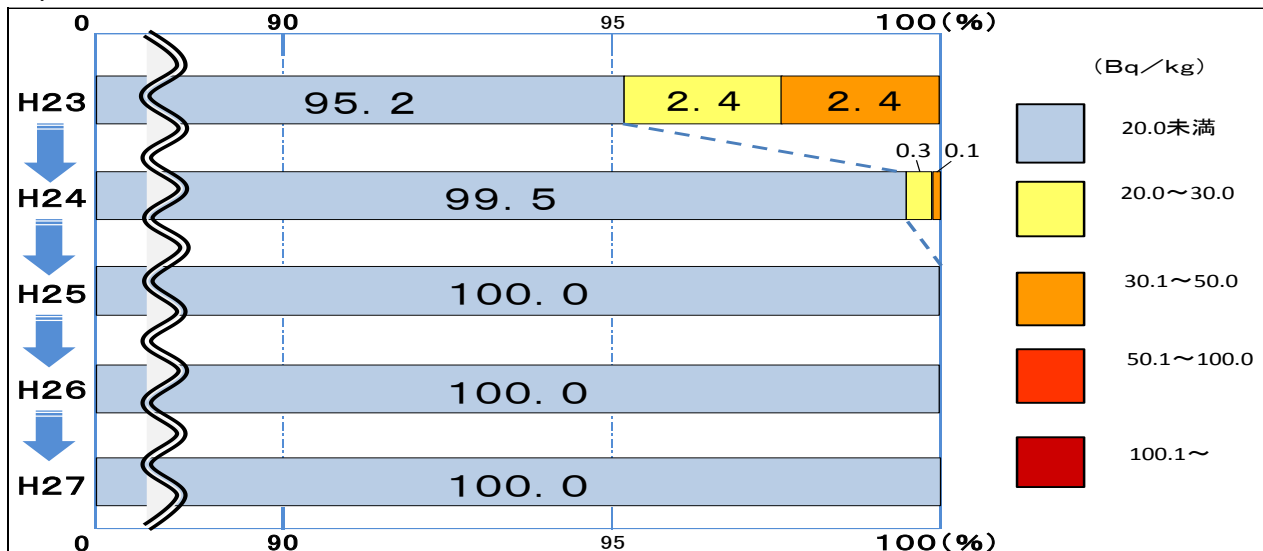 0 90 95 100(%)
(Bq／kg)
H23 95. 2 2. 4 2. 4
20.0未満
0.3 0.1
H24 99. 5
20.0～30.0
H25 100. 0
30.1～50.0
H26 100. 0
50.1～100.0
H27 100. 0
100.1～
0 90 95 100(%)